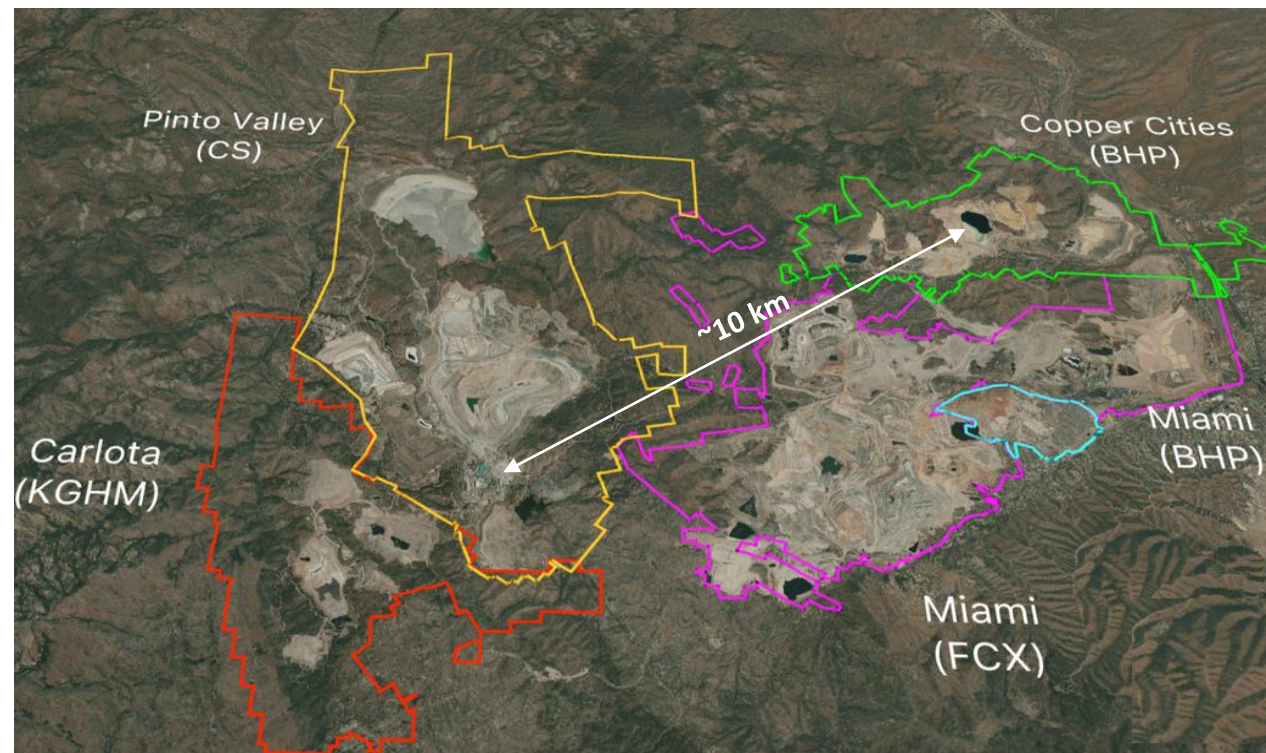 Pinto Valley
(CS)
Copper Cities
(BHP)
~10 km
Carlota
(KGHM)
Miami
(BHP)
Miami
(FCX)